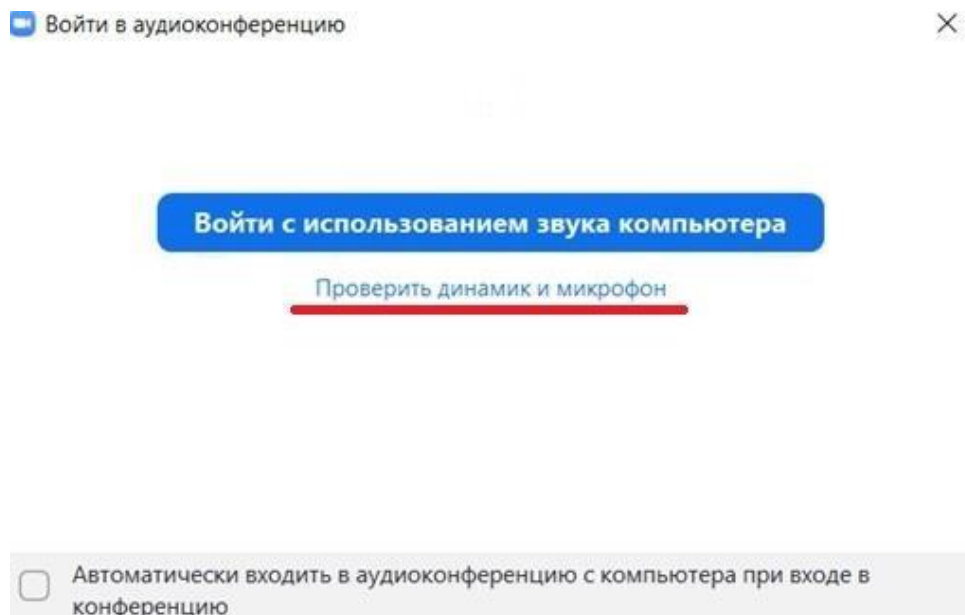 Войти в аудиоконференцию
Войти с использованием звука компьютера
Проверить динамик и микрофон
Автоматически входить в аудиоконференцию с компьютера при входе в
конференцию